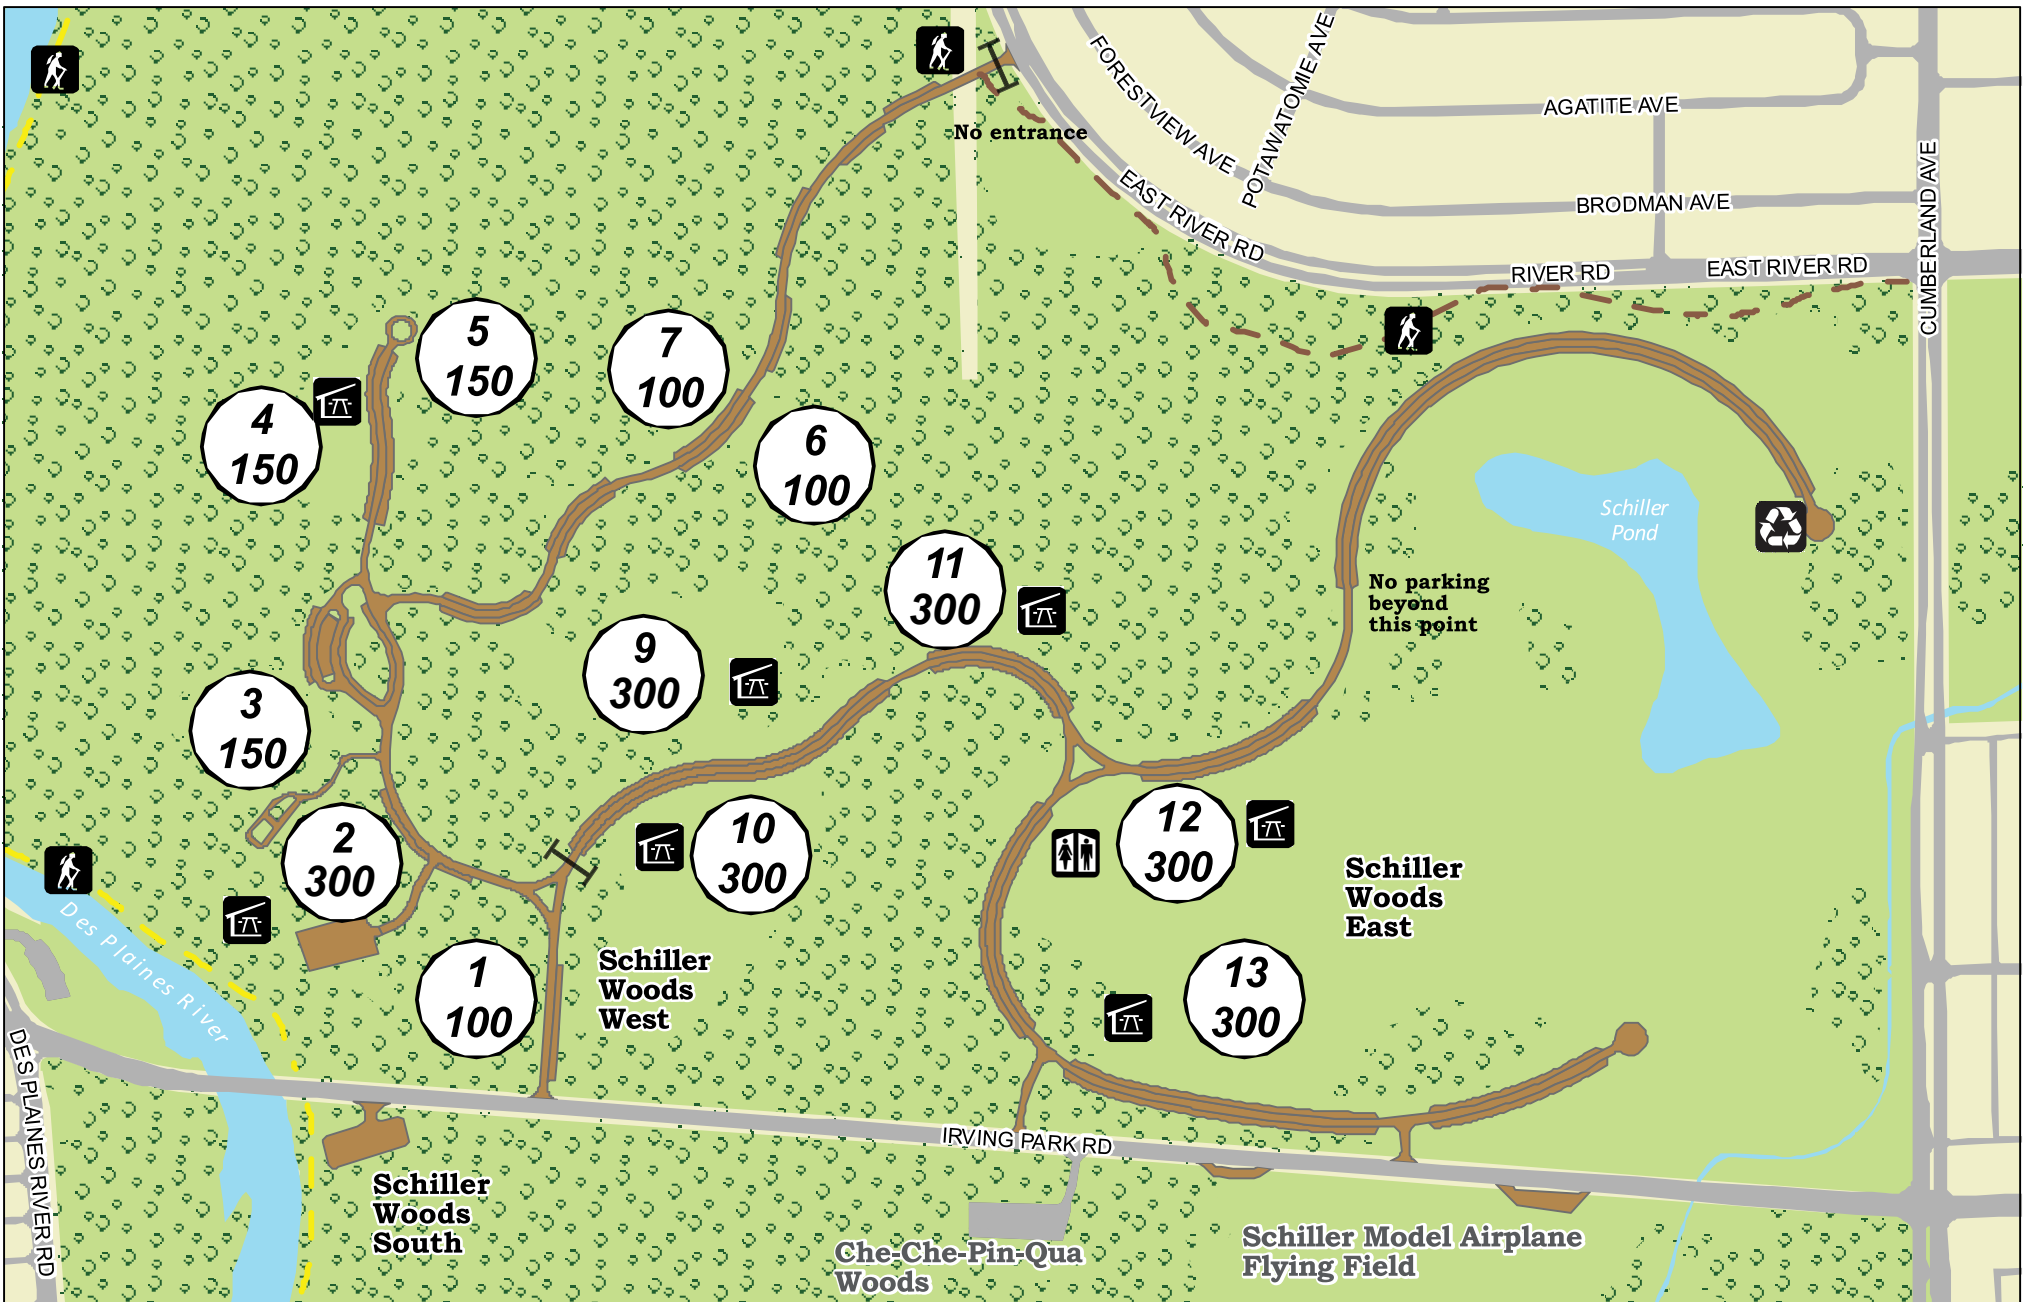 FORESTVIEW AVE
POTAWATOMIE AVE
AGATITE AVE
No entrance
BRODMAN AVE
EAST RIVER RD
RIVER RD
EAST RIVER RD
CUMBERLAND AVE
5
150
7
100
4
150
6
100
Schiller
Pond
11
300
No parking
beyond
this point
9
300
3
150
2
300
10
300
12
300
Schiller
Woods
East
Des Plaines River
1
100
Schiller
Woods
West
13
300
DES PLAINES RIVER RD
IRVING PARK RD
Schiller
Woods
South
Che-Che-Pin-Qua
Woods
Schiller Model Airplane
Flying Field